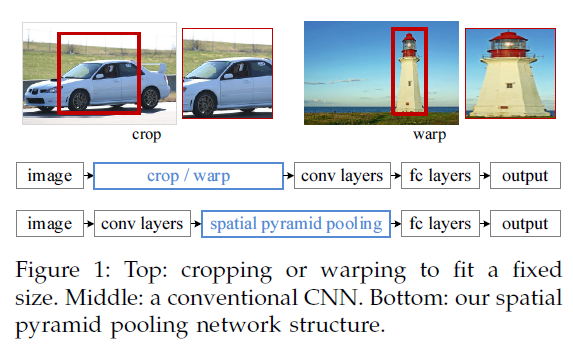 crop
warp
image crop / warp conv layers fc layers output
image conv layers spatial pyramid pooling fc layers output
Figure 1: Top: cropping or warping to fit a fixed
size. Middle: a conventional CNN. Bottom: our spatial
pyramid pooling network structure.